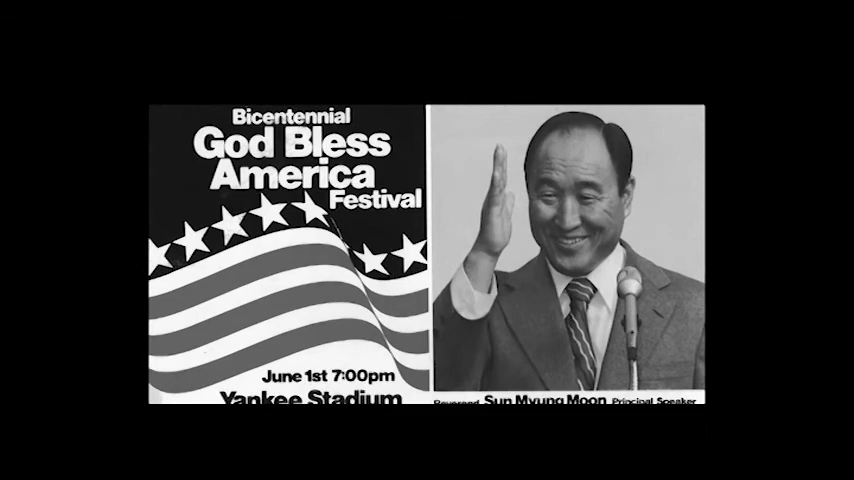 Bicentennial
God Bless
America
Festival
June 1st 7:00pm
Yankee Stadium
Reverend Sun Myung Moon Principal Speaker